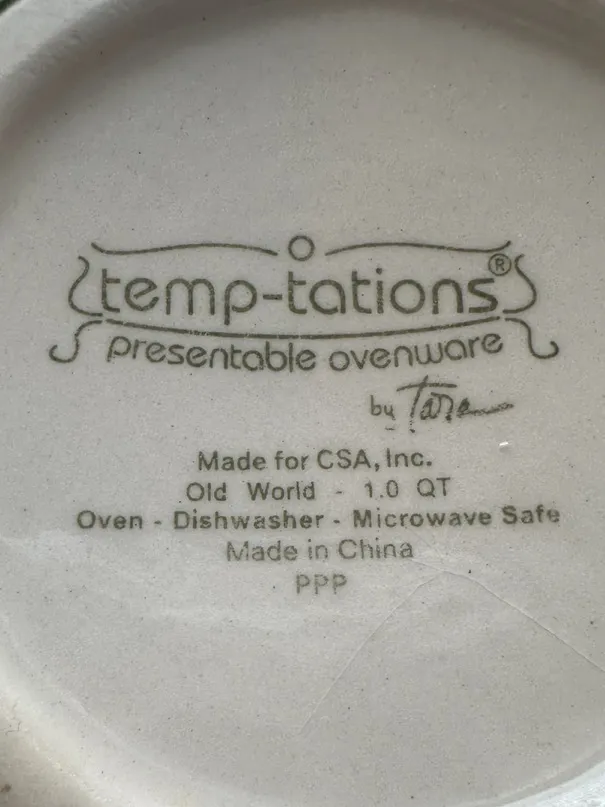 temp-tations®
presentable ovenware
by Tara
Made for CSA, Inc.
Old World - 1.0 QT
Oven - Dishwasher - Microwave Safe
Made in China
PPP